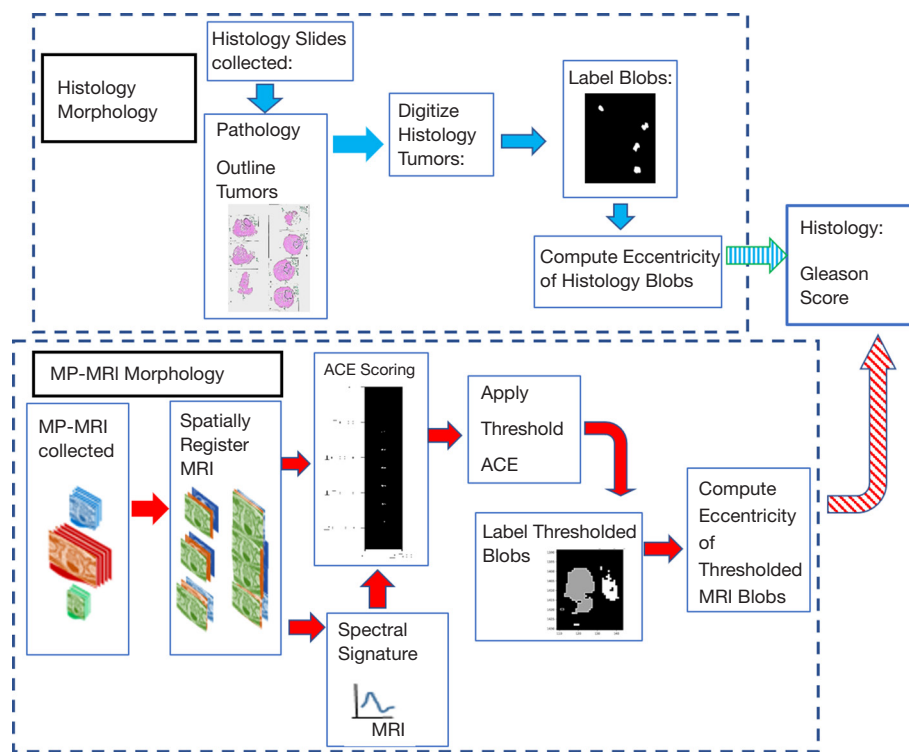 Histology Morphology
Histology Slides
collected:
Pathology
Outline
Tumors
Digitize
Histology
Tumors:
Label Blobs:
Compute Eccentricity
of Histology Blobs
Histology:
Gleason
Score
MP-MRI Morphology
MP-MRI
collected
Spatially
Register
MRI
ACE Scoring
Spectral
Signature
MRI
Apply
Threshold
ACE
Label Thresholded
Blobs
Compute
Eccentricity
of
Thresholded
MRI Blobs